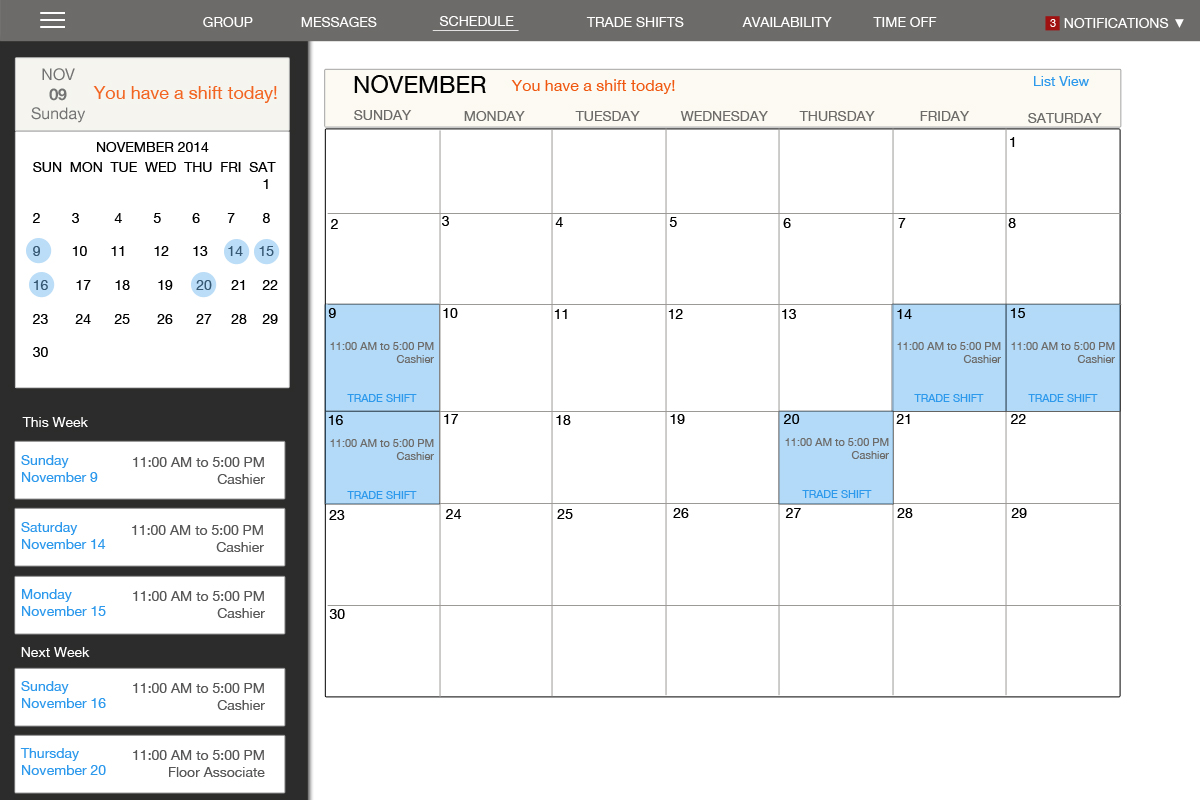 GROUP MESSAGES SCHEDULE TRADE SHIFTS AVAILABILITY TIME OFF 3 NOTIFICATIONS ▼
NOV
09
Sunday
You have a shift today!
NOVEMBER 2014
SUN MON TUE WED THU FRI SAT
1
2 3 4 5 6 7 8
9 10 11 12 13 14 15
16 17 18 19 20 21 22
23 24 25 26 27 28 29
30
This Week
Sunday
November 9
11:00 AM to 5:00 PM
Cashier
Saturday
November 14
11:00 AM to 5:00 PM
Cashier
Monday
November 15
11:00 AM to 5:00 PM
Cashier
Next Week
Sunday
November 16
11:00 AM to 5:00 PM
Cashier
Thursday
November 20
11:00 AM to 5:00 PM
Floor Associate
NOVEMBER You have a shift today! List View
SUNDAY MONDAY TUESDAY WEDNESDAY THURSDAY FRIDAY SATURDAY
1
2 3 4 5 6 7 8
9 10 11 12 13 14 15
11:00 AM to 5:00 PM 11:00 AM to 5:00 PM 11:00 AM to 5:00 PM
Cashier Cashier Cashier
TRADE SHIFT TRADE SHIFT TRADE SHIFT
16 17 18 19 20 21 22
11:00 AM to 5:00 PM 11:00 AM to 5:00 PM
Cashier Cashier
TRADE SHIFT TRADE SHIFT
23 24 25 26 27 28 29
30